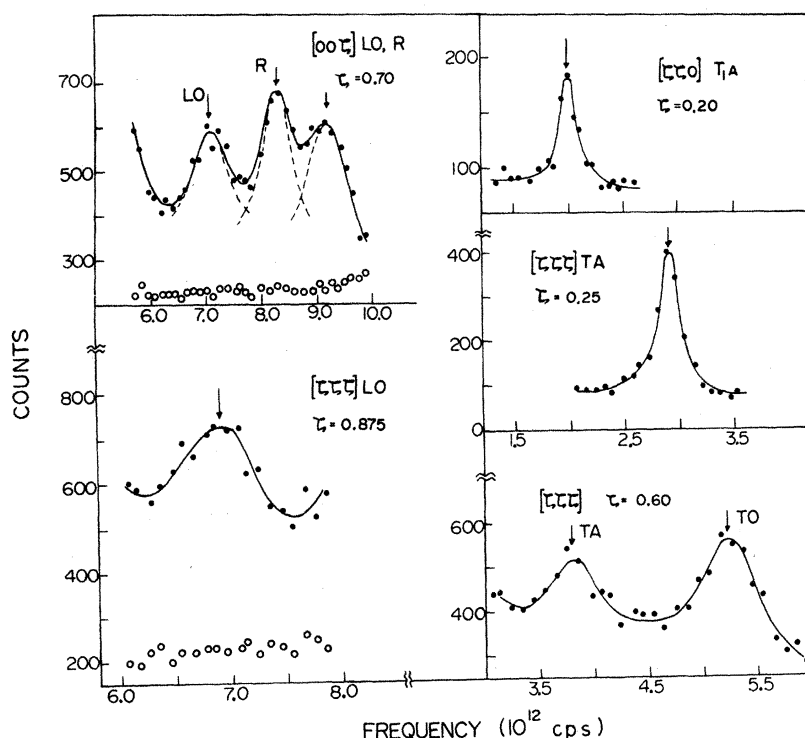 COUNTS
[00ζ] LO, R
ζ = 0.70
LO
R
700
500
300
6.0 7.0 8.0 9.0 10.0
[ζζζ] LO
ζ = 0.875
800
600
400
200
6.0 7.0 8.0
[ζζ0] T₁A
ζ = 0.20
200
100
[ζζζ] TA
ζ = 0.25
400
200
0
1.5 2.5 3.5
[ζζζ] ζ = 0.60
TA
TO
600
400
200
3.5 4.5 5.5
FREQUENCY (10¹² cps)